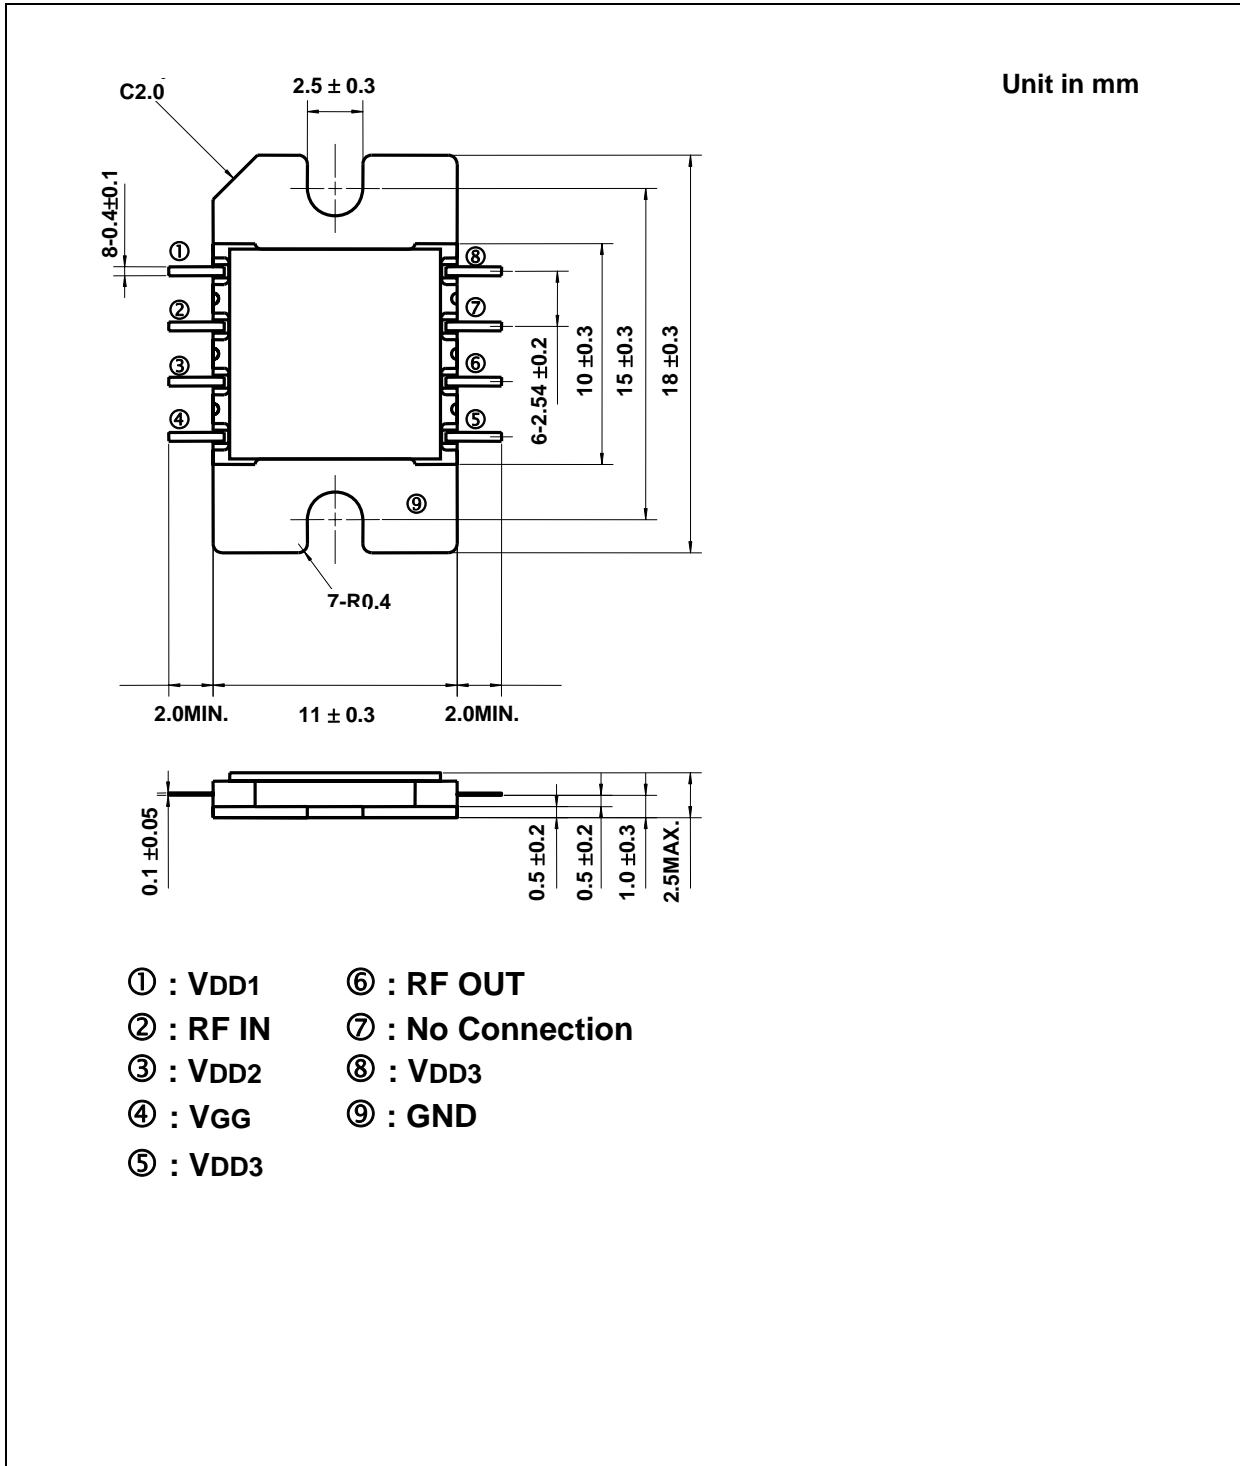 Unit in mm
C2.0
2.5 ± 0.3
8-0.4±0.1
①
②
③
④
⑧
⑦
⑥
⑤
⑨
6-2.54 ±0.2
10 ±0.3
15 ±0.3
18 ±0.3
7-R0.4
2.0MIN.
11 ± 0.3
2.0MIN.
0.1 ±0.05
0.5 ±0.2
0.5 ±0.2
1.0 ±0.3
2.5MAX.
① : VDD1
② : RF IN
③ : VDD2
④ : VGG
⑤ : VDD3
⑥ : RF OUT
⑦ : No Connection
⑧ : VDD3
⑨ : GND